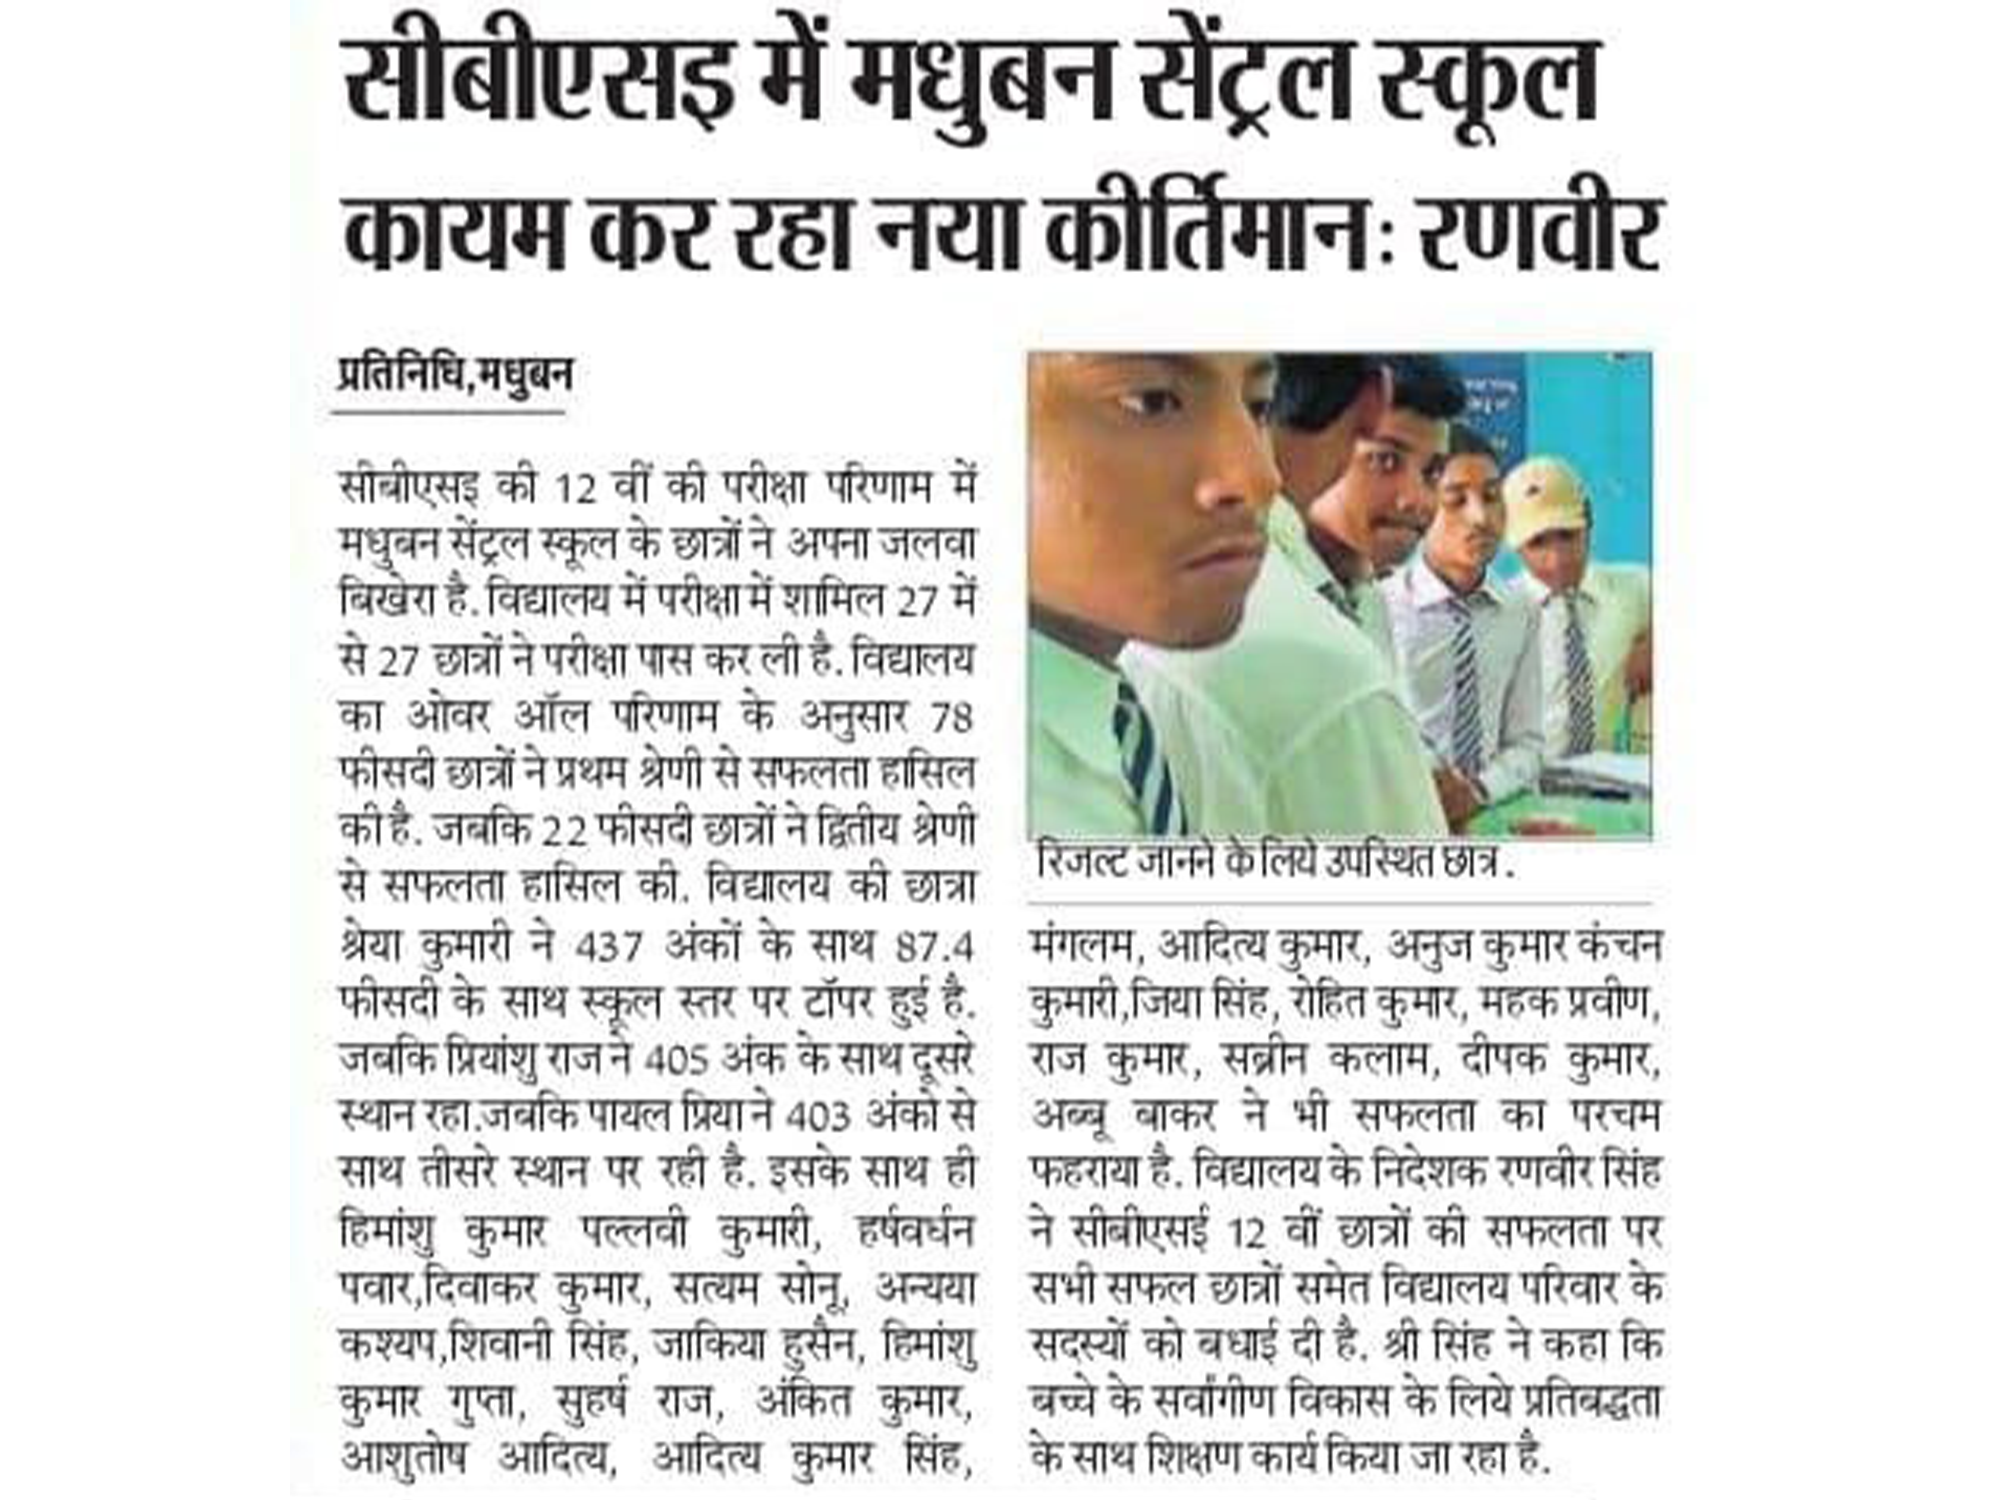 सीबीएसइ में मधुबन सेंट्रल स्कूल
कायम कर रहा नया कीर्तिमान: रणवीर
प्रतिनिधि,मधुबन
सीबीएसइ की 12 वीं की परीक्षा परिणाम में
मधुबन सेंट्रल स्कूल के छात्रों ने अपना जलवा
बिखेरा है. विद्यालय में परीक्षा में शामिल 27 में
से 27 छात्रों ने परीक्षा पास कर ली है. विद्यालय
का ओवर ऑल परिणाम के अनुसार 78
फीसदी छात्रों ने प्रथम श्रेणी से सफलता हासिल
की है. जबकि 22 फीसदी छात्रों ने द्वितीय श्रेणी
से सफलता हासिल की. विद्यालय की छात्रा
श्रेया कुमारी ने 437 अंकों के साथ 87.4
फीसदी के साथ स्कूल स्तर पर टॉपर हुई है.
जबकि प्रियांशु राज ने 405 अंक के साथ दूसरे
स्थान रहा.जबकि पायल प्रिया ने 403 अंको से
साथ तीसरे स्थान पर रही है. इसके साथ ही
हिमांशु कुमार पल्लवी कुमारी, हर्षवर्धन
पवार,दिवाकर कुमार, सत्यम सोनू, अन्यया
कश्यप,शिवानी सिंह, जाकिया हुसैन, हिमांशु
कुमार गुप्ता, सुहर्ष राज, अंकित कुमार,
आशुतोष आदित्य, आदित्य कुमार सिंह,
रिजल्ट जानने के लिये उपस्थित छात्र.
मंगलम, आदित्य कुमार, अनुज कुमार कंचन
कुमारी,जिया सिंह, रोहित कुमार, महक प्रवीण,
राज कुमार, सब्रीन कलाम, दीपक कुमार,
अब्बू बाकर ने भी सफलता का परचम
फहराया है. विद्यालय के निदेशक रणवीर सिंह
ने सीबीएसई 12 वीं छात्रों की सफलता पर
सभी सफल छात्रों समेत विद्यालय परिवार के
सदस्यों को बधाई दी है. श्री सिंह ने कहा कि
बच्चे के सर्वांगीण विकास के लिये प्रतिबद्धता
के साथ शिक्षण कार्य किया जा रहा है.